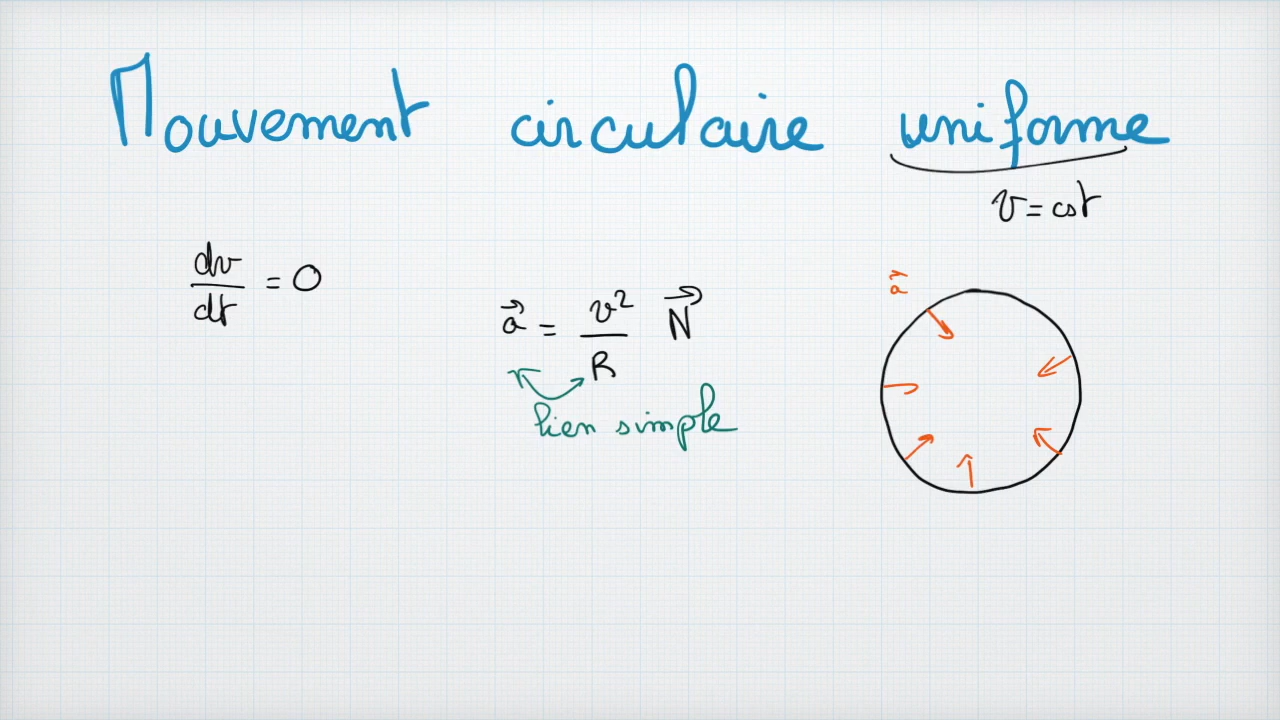 Mouvement circulaire uniforme
v = cst
dv/dt = 0
a⃗ = v²/R N⃗
lien simple
a⃗